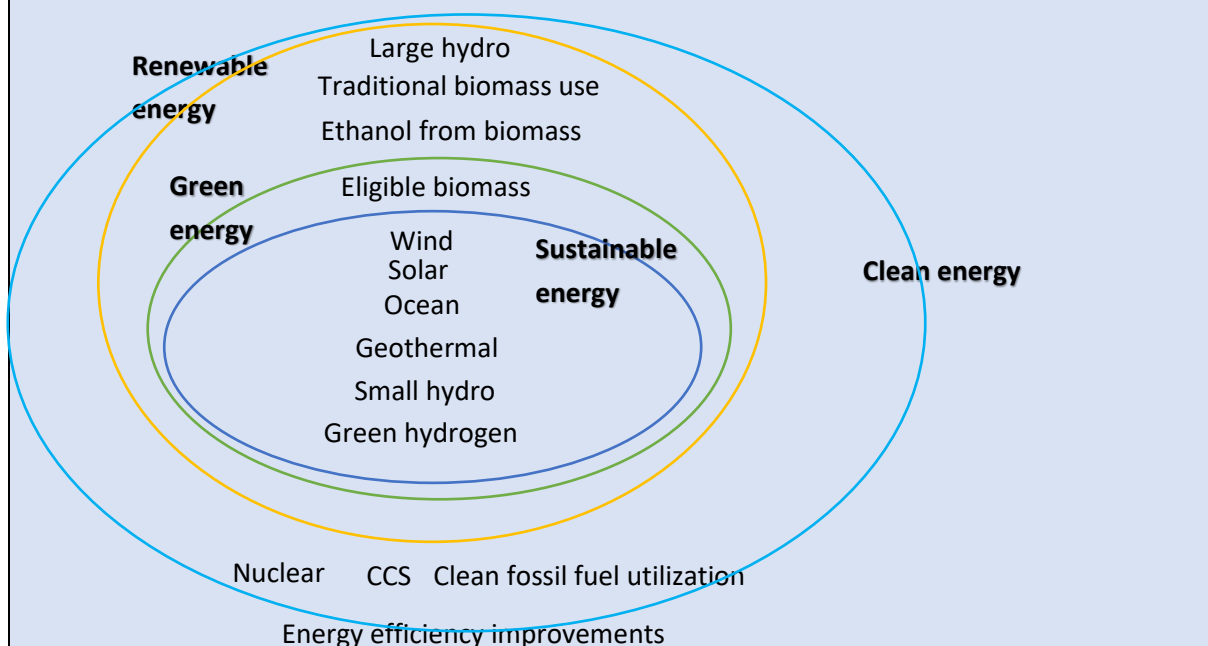 Large hydro
Renewable
energy
Traditional biomass use
Ethanol from biomass
Green
energy
Eligible biomass
Wind
Solar
Ocean
Geothermal
Small hydro
Green hydrogen
Sustainable
energy
Clean energy
Nuclear CCS Clean fossil fuel utilization
Energy efficiency improvements